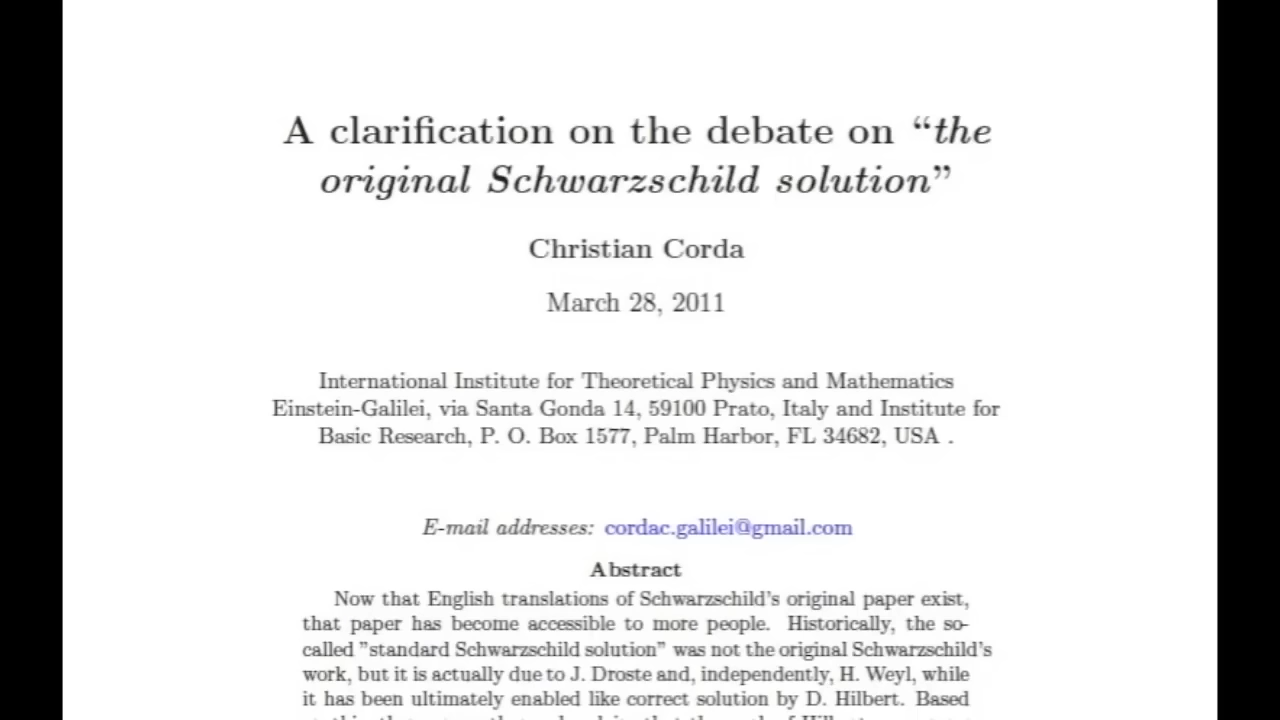 A clarification on the debate on “the
original Schwarzschild solution”
Christian Corda
March 28, 2011
International Institute for Theoretical Physics and Mathematics
Einstein-Galilei, via Santa Gonda 14, 59100 Prato, Italy and Institute for
Basic Research, P. O. Box 1577, Palm Harbor, FL 34682, USA .
E-mail addresses: cordac.galilei@gmail.com
Abstract
Now that English translations of Schwarzschild's original paper exist,
that paper has become accessible to more people. Historically, the so-
called ”standard Schwarzschild solution” was not the original Schwarzschild's
work, but it is actually due to J. Droste and, independently, H. Weyl, while
it has been ultimately enabled like correct solution by D. Hilbert. Based